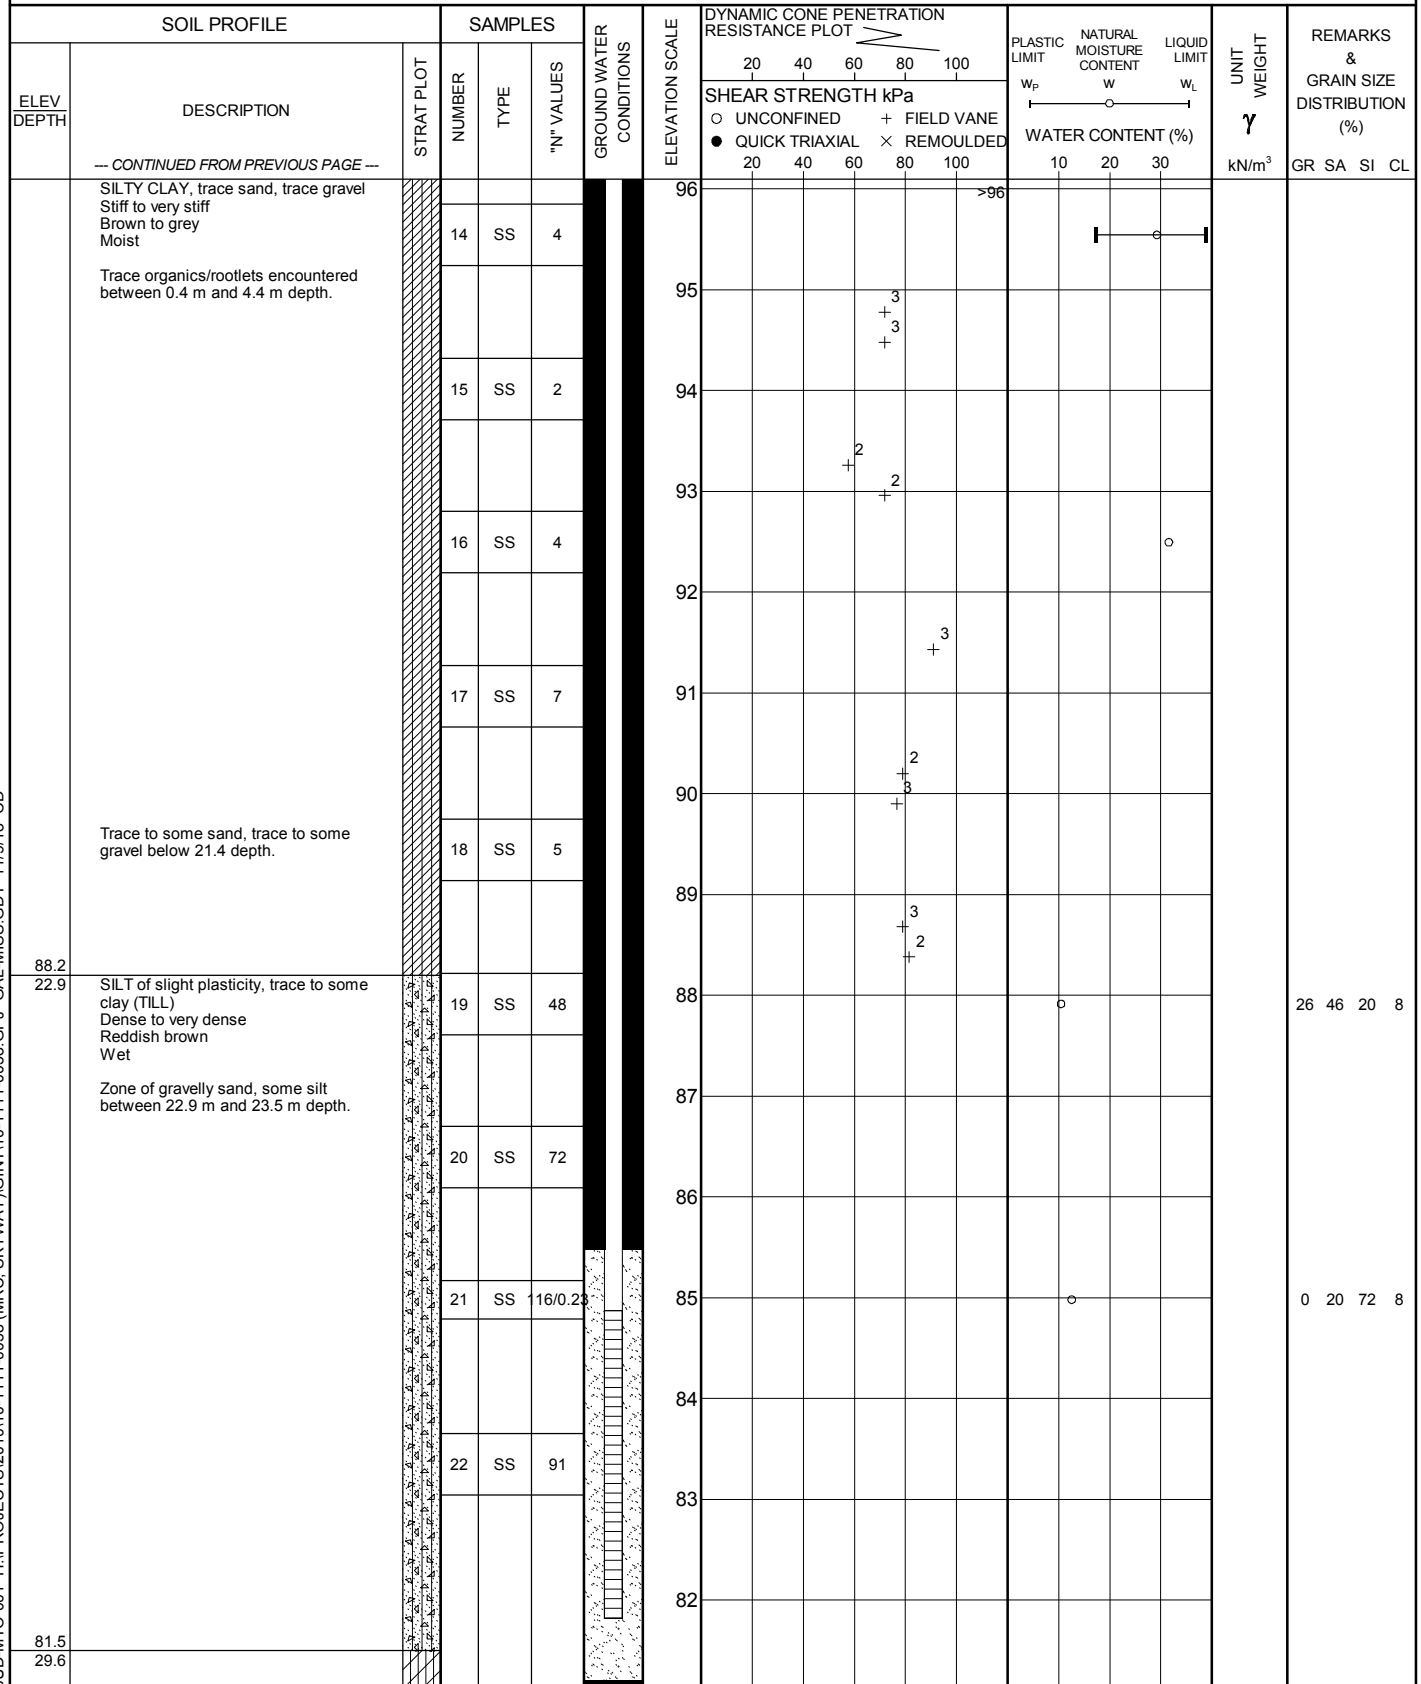 SOIL PROFILE
SAMPLES
ELEV
DEPTH
DESCRIPTION
--- CONTINUED FROM PREVIOUS PAGE ---
STRAT PLOT
NUMBER
TYPE
"N" VALUES
GROUND WATER
CONDITIONS
ELEVATION SCALE
DYNAMIC CONE PENETRATION
RESISTANCE PLOT
20 40 60 80 100
SHEAR STRENGTH kPa
○ UNCONFINED + FIELD VANE
● QUICK TRIAXIAL × REMOULDED
20 40 60 80 100
PLASTIC
LIMIT
NATURAL
MOISTURE
CONTENT
LIQUID
LIMIT
wP w wL
WATER CONTENT (%)
10 20 30
UNIT
WEIGHT
γ
kN/m³
REMARKS
&
GRAIN SIZE
DISTRIBUTION
(%)
GR SA SI CL
SILTY CLAY, trace sand, trace gravel
Stiff to very stiff
Brown to grey
Moist
Trace organics/rootlets encountered
between 0.4 m and 4.4 m depth.
96
>96
14 SS 4
95
3
3
15 SS 2
94
2
93
2
16 SS 4
92
3
17 SS 7
91
2
90
3
Trace to some sand, trace to some
gravel below 21.4 depth.
18 SS 5
89
3
2
88.2
22.9
SILT of slight plasticity, trace to some
clay (TILL)
Dense to very dense
Reddish brown
Wet
Zone of gravelly sand, some silt
between 22.9 m and 23.5 m depth.
19 SS 48
88
26 46 20 8
87
20 SS 72
86
21 SS 116/0.23
85
0 20 72 8
84
22 SS 91
83
82
81.5
29.6